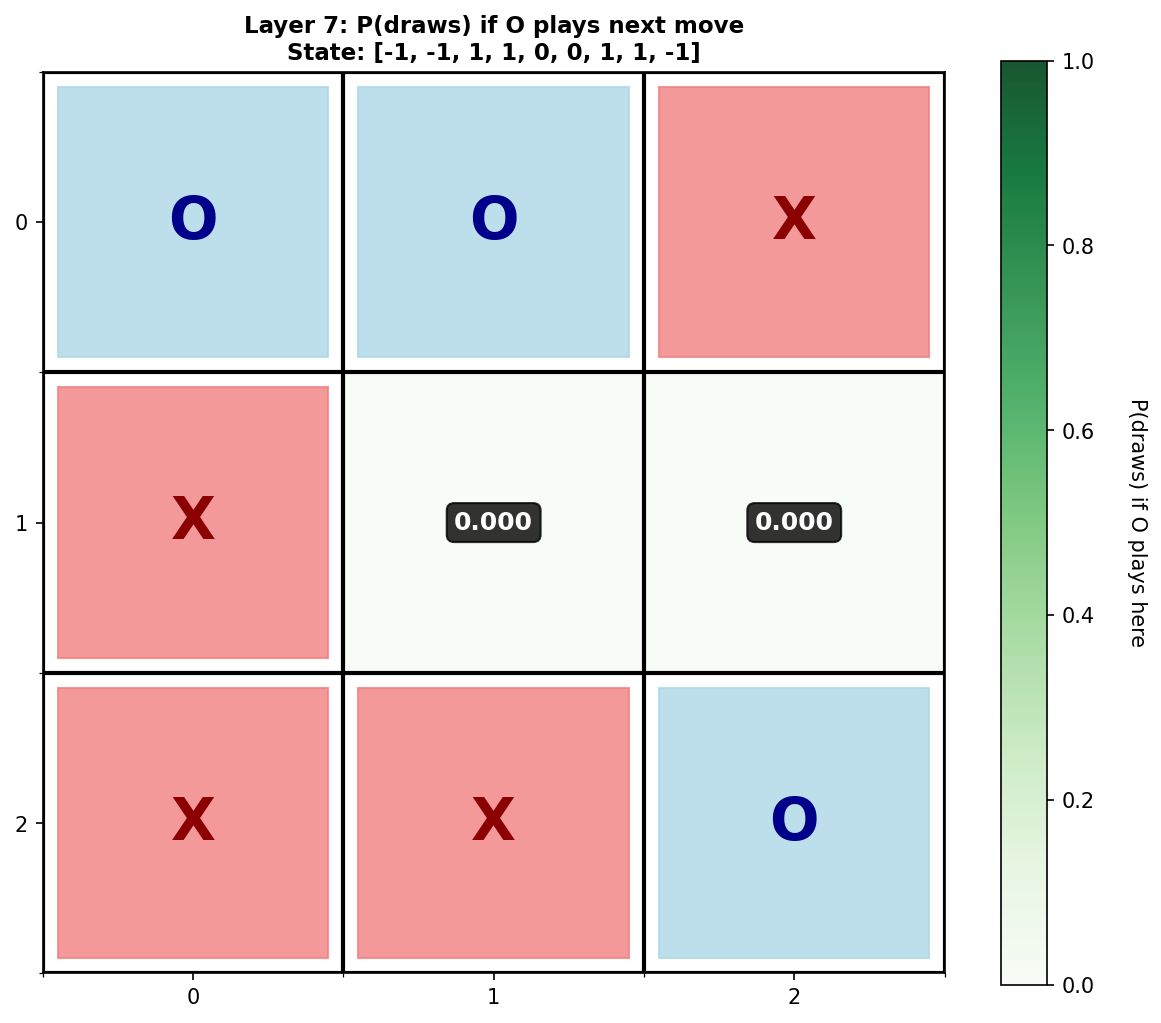 Layer 7: P(draws) if O plays next move
State: [-1, -1, 1, 1, 0, 0, 1, 1, -1]
O O X
X 0.000 0.000
X X O
0
1
2
0 1 2
1.0
0.8
0.6
0.4
0.2
0.0
P(draws) if O plays here